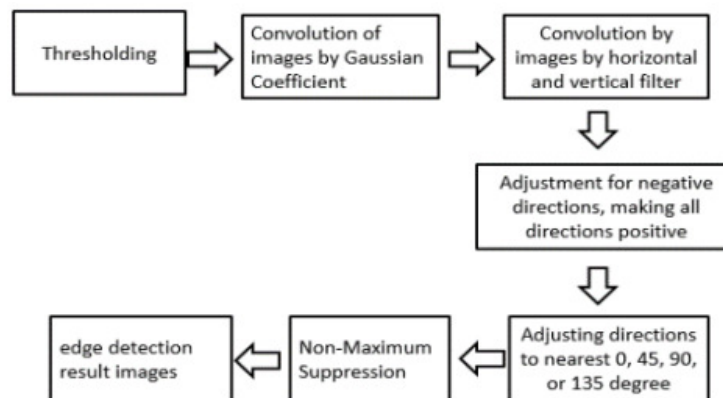 Thresholding
Convolution of
images by Gaussian
Coefficient
Convolution by
images by horizontal
and vertical filter
Adjustment for negative
directions, making all
directions positive
Adjusting directions
to nearest 0, 45, 90,
or 135 degree
Non-Maximum
Suppression
edge detection
result images